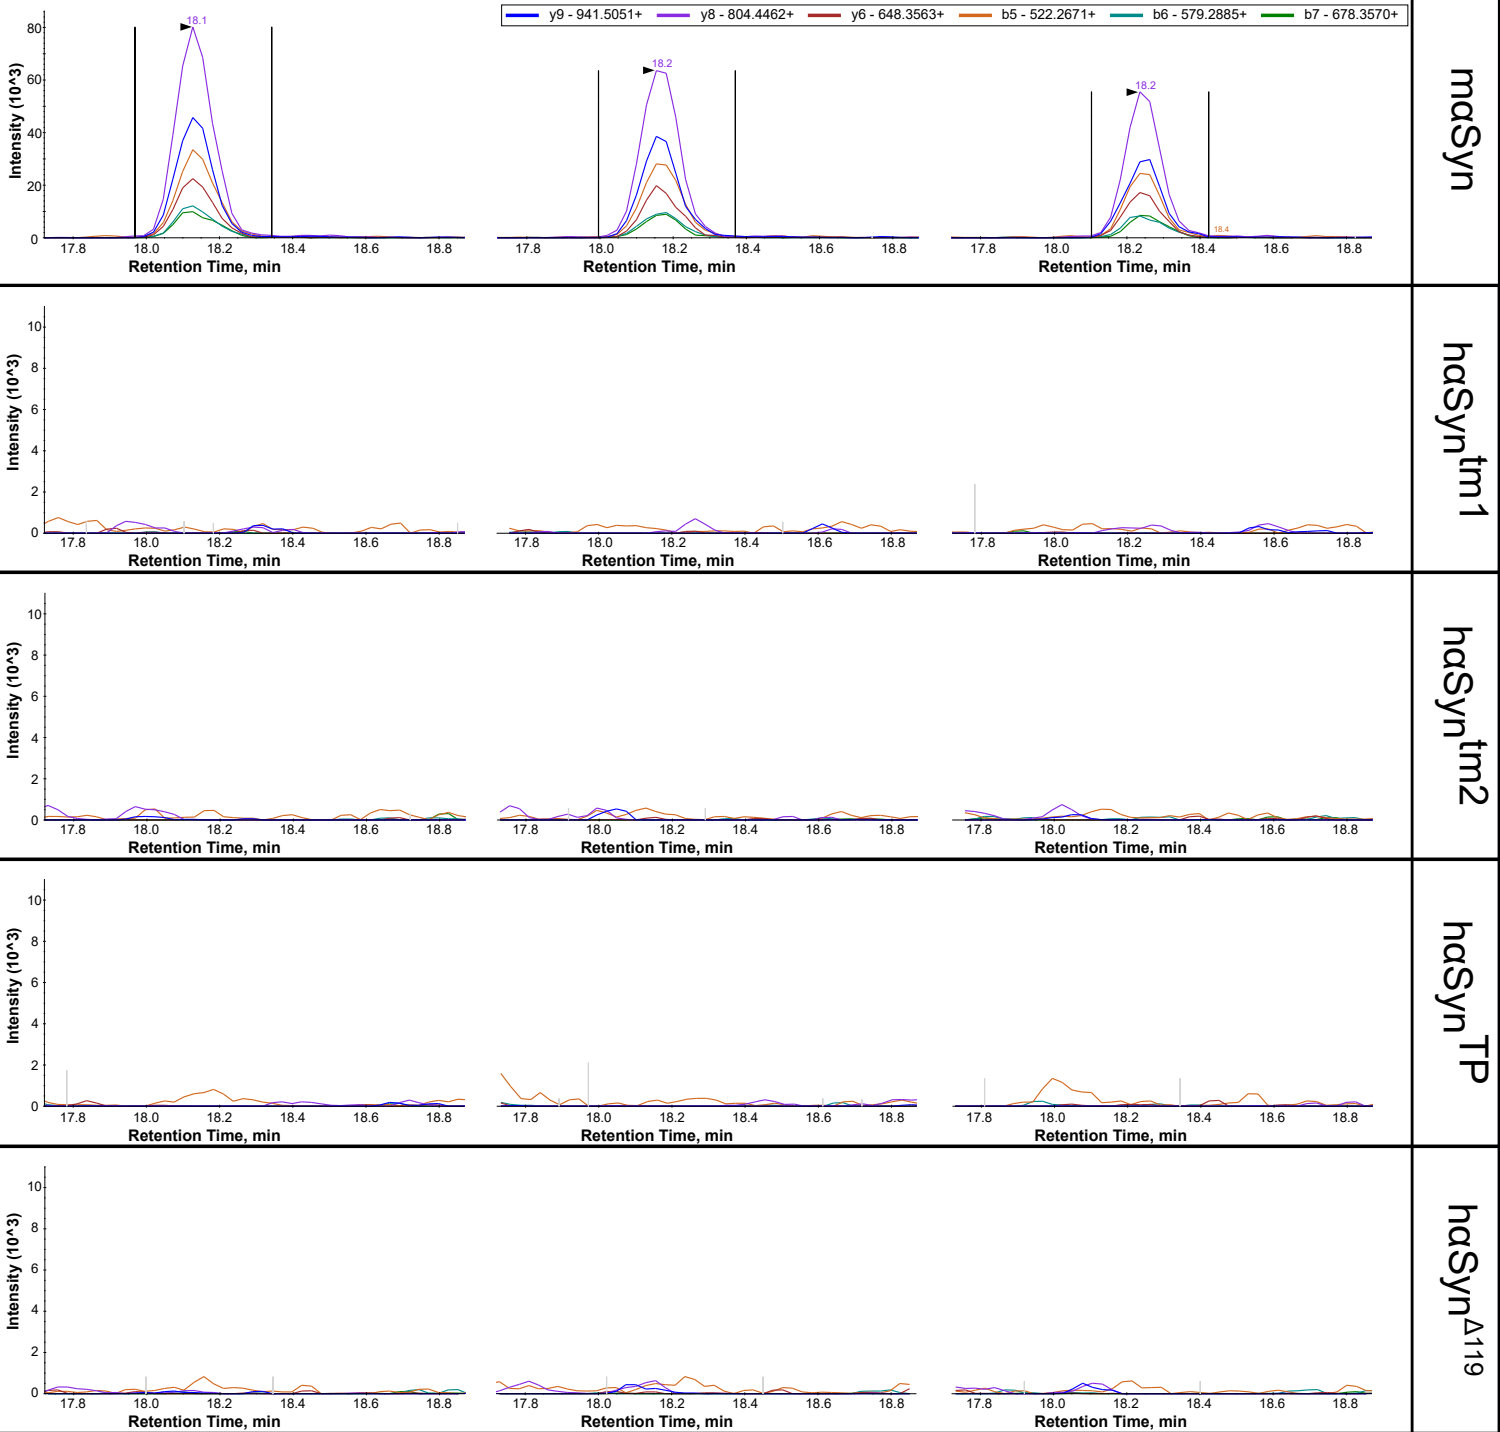 y9 - 941.5051+ y8 - 804.4462+ y6 - 648.3563+ b5 - 522.2671+ b6 - 579.2885+ b7 - 678.3570+
mαSyn
Intensity (10^3)
80
60
40
20
0
18.1
18.2
18.2
18.4
17.8 18.0 18.2 18.4 18.6 18.8
17.8 18.0 18.2 18.4 18.6 18.8
17.8 18.0 18.2 18.4 18.6 18.8
Retention Time, min
Retention Time, min
Retention Time, min
hαSyn^tm1
Intensity (10^3)
10
8
6
4
2
0
17.8 18.0 18.2 18.4 18.6 18.8
17.8 18.0 18.2 18.4 18.6 18.8
17.8 18.0 18.2 18.4 18.6 18.8
Retention Time, min
Retention Time, min
Retention Time, min
hαSyn^tm2
Intensity (10^3)
10
8
6
4
2
0
17.8 18.0 18.2 18.4 18.6 18.8
17.8 18.0 18.2 18.4 18.6 18.8
17.8 18.0 18.2 18.4 18.6 18.8
Retention Time, min
Retention Time, min
Retention Time, min
hαSyn^TP
Intensity (10^3)
10
8
6
4
2
0
17.8 18.0 18.2 18.4 18.6 18.8
17.8 18.0 18.2 18.4 18.6 18.8
17.8 18.0 18.2 18.4 18.6 18.8
Retention Time, min
Retention Time, min
Retention Time, min
hαSyn^Δ119
Intensity (10^3)
10
8
6
4
2
0
17.8 18.0 18.2 18.4 18.6 18.8
17.8 18.0 18.2 18.4 18.6 18.8
17.8 18.0 18.2 18.4 18.6 18.8
Retention Time, min
Retention Time, min
Retention Time, min